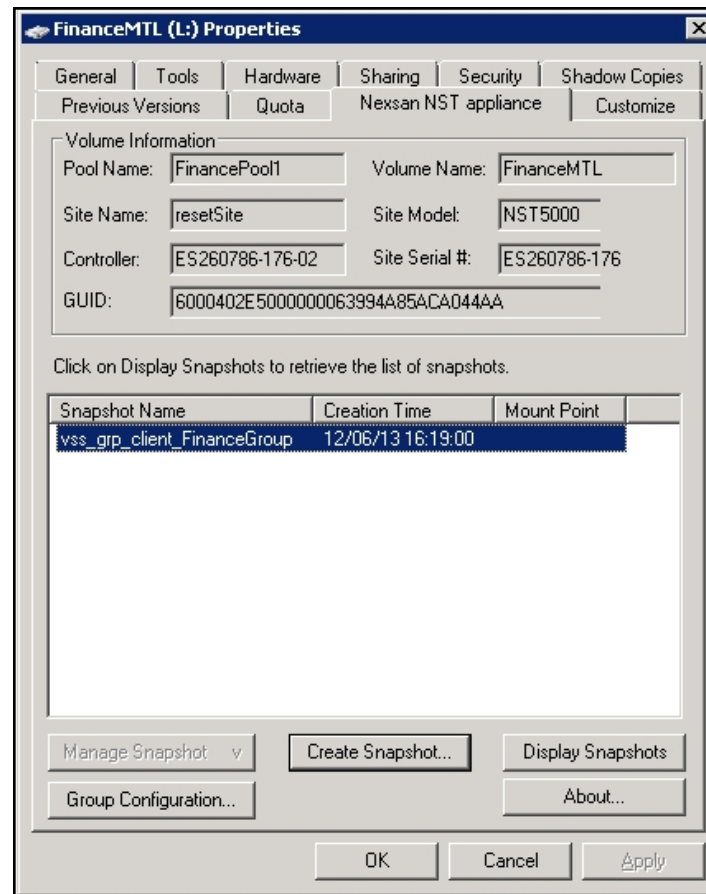 FinanceMTL (L:) Properties
General Tools Hardware Sharing Security Shadow Copies
Previous Versions Quota Nexsan NST appliance Customize
Volume Information
Pool Name: FinancePool1 Volume Name: FinanceMTL
Site Name: resetSite Site Model: NST5000
Controller: ES260786-176-02 Site Serial #: ES260786-176
GUID: 6000402E5000000063994A85ACA044AA
Click on Display Snapshots to retrieve the list of snapshots.
Snapshot Name Creation Time Mount Point
vss_grp_client_FinanceGroup 12/06/13 16:19:00
Manage Snapshot v Create Snapshot... Display Snapshots
Group Configuration... About...
OK Cancel Apply